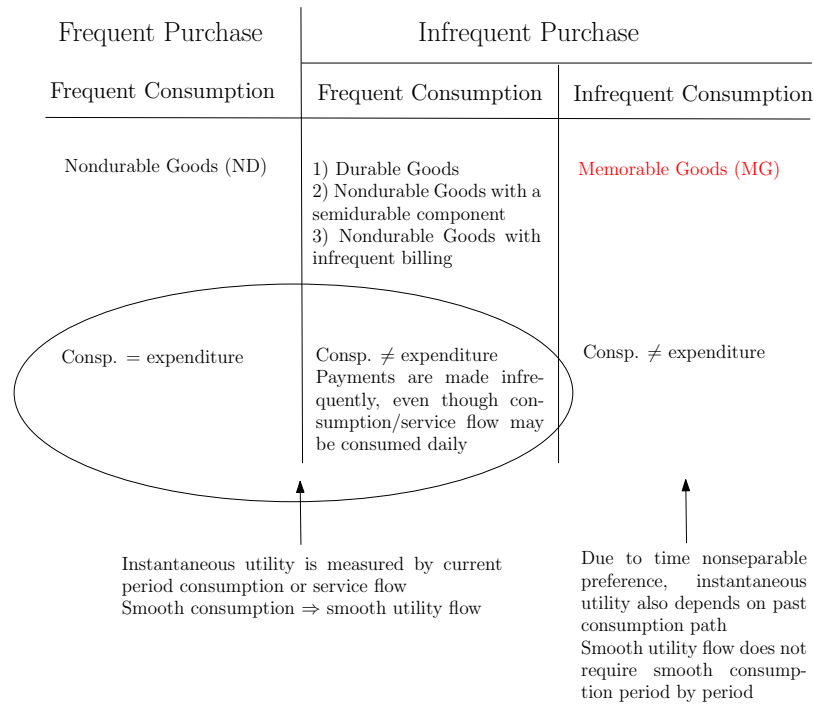 Frequent Purchase
Infrequent Purchase
Frequent Consumption
Frequent Consumption
Infrequent Consumption
Nondurable Goods (ND)
1) Durable Goods
2) Nondurable Goods with a
semidurable component
3) Nondurable Goods with
infrequent billing
Memorable Goods (MG)
Consp. = expenditure
Consp. ≠ expenditure
Payments are made infre-
quently, even though con-
sumption/service flow may
be consumed daily
Consp. ≠ expenditure
Instantaneous utility is measured by current
period consumption or service flow
Smooth consumption ⇒ smooth utility flow
Due to time nonseparable
preference, instantaneous
utility also depends on past
consumption path
Smooth utility flow does not
require smooth consump-
tion period by period